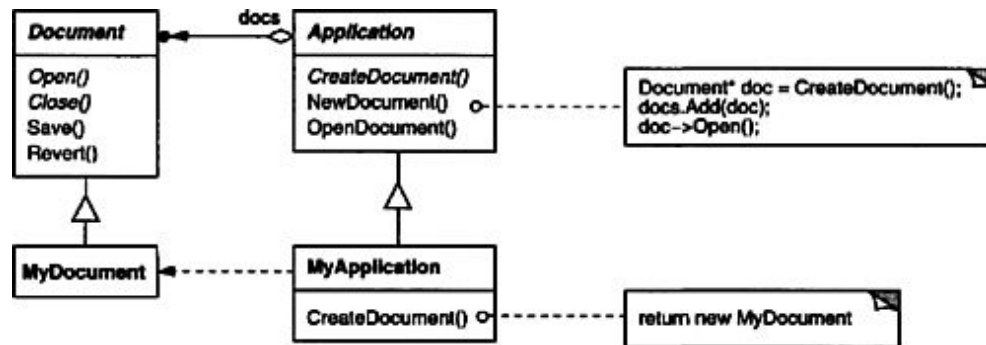 docs
Document
Open()
Close()
Save()
Revert()
Application
CreateDocument()
NewDocument()
OpenDocument()
Document* doc = CreateDocument();
docs.Add(doc);
doc->Open();
MyDocument
MyApplication
CreateDocument()
return new MyDocument